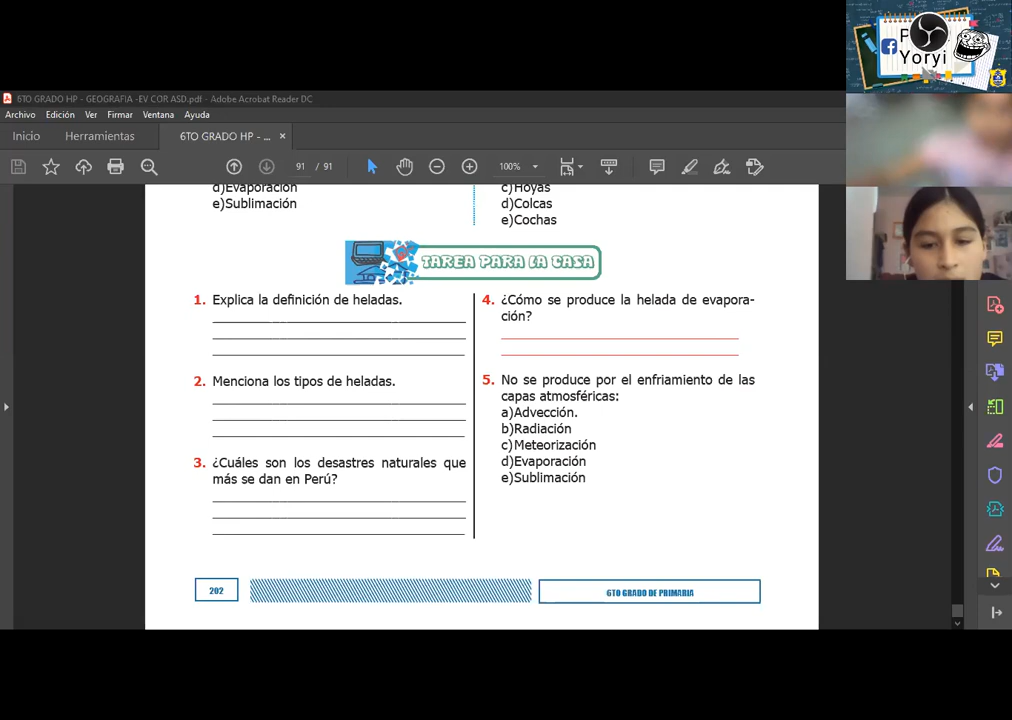 F
Yoryi
6TO GRADO HP - GEOGRAFIA -EV COR ASD.pdf - Adobe Acrobat Reader DC
Archivo Edición Ver Firmar Ventana Ayuda
Inicio Herramientas 6TO GRADO HP - ... ×
91 / 91 100%
d)Evaporación
e)Sublimación
c)Hoyas
d)Colcas
e)Cochas
TAREA PARA LA CASA
1. Explica la definición de heladas.
2. Menciona los tipos de heladas.
3. ¿Cuáles son los desastres naturales que
más se dan en Perú?
4. ¿Cómo se produce la helada de evapora-
ción?
5. No se produce por el enfriamiento de las
capas atmosféricas:
a)Advección.
b)Radiación
c)Meteorización
d)Evaporación
e)Sublimación
202
6TO GRADO DE PRIMARIA